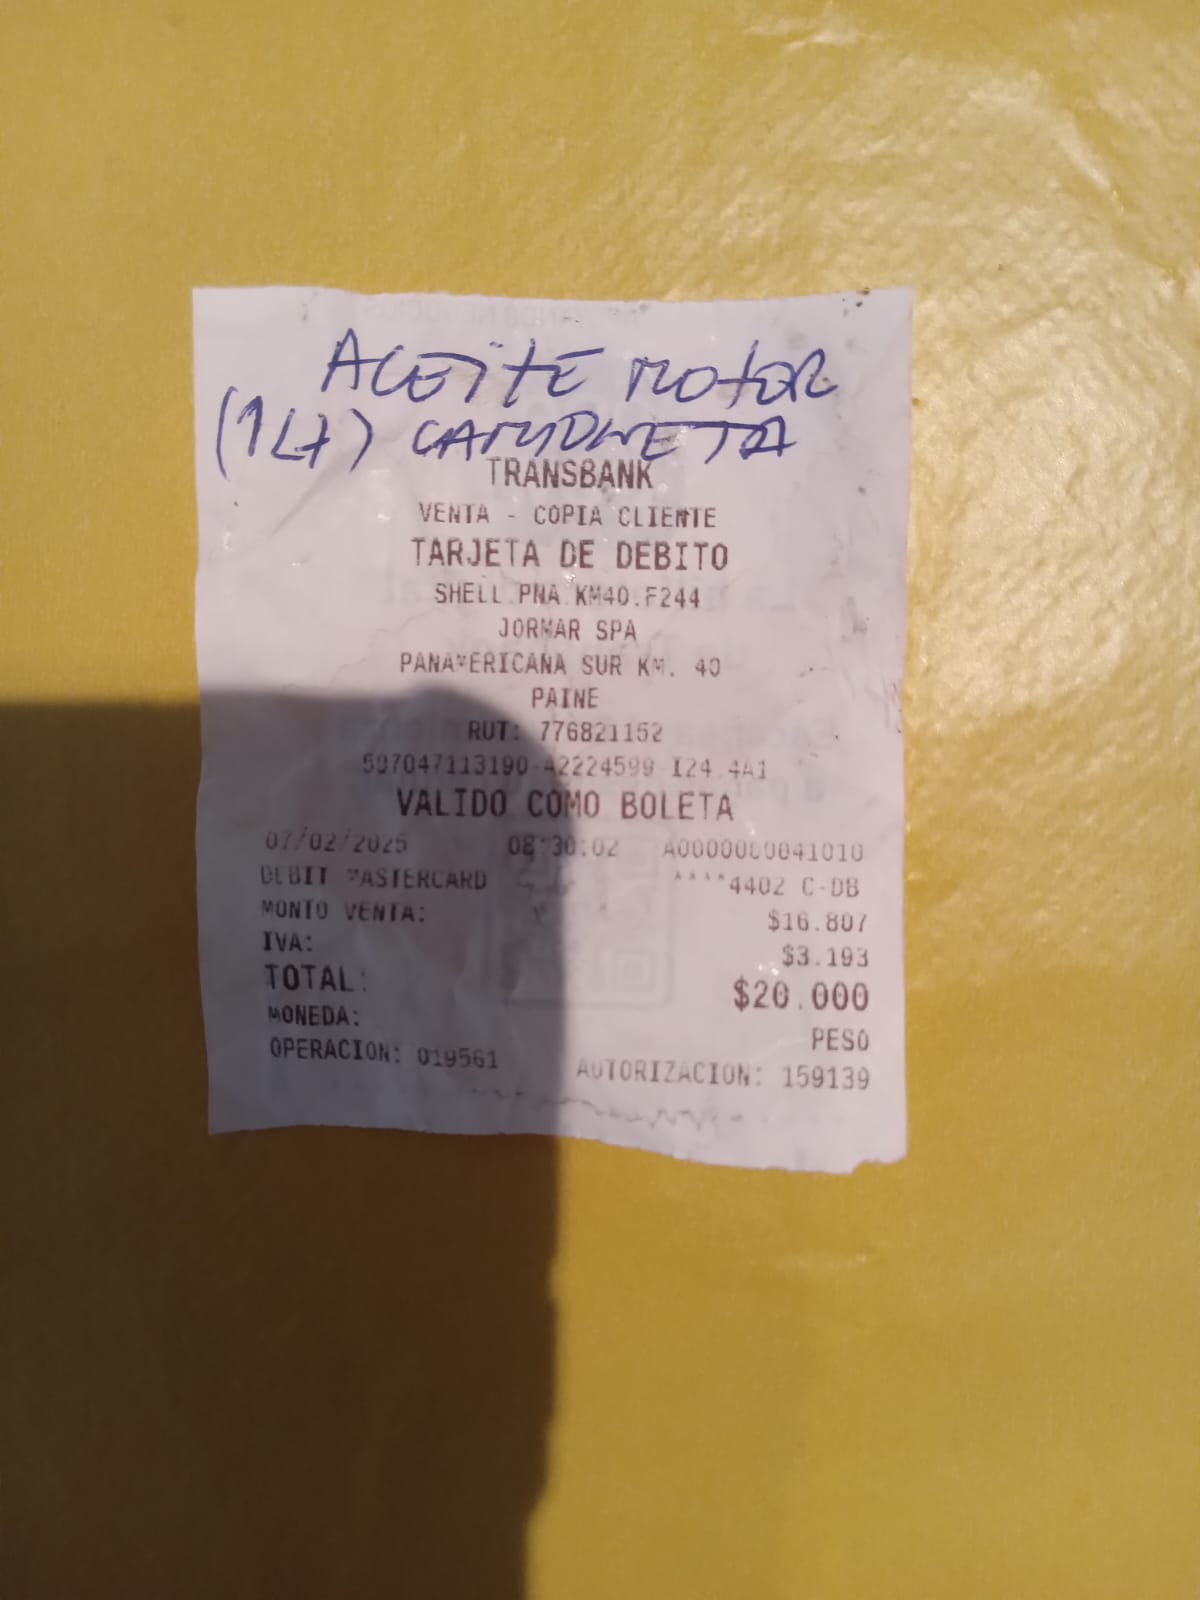 ACEITE MOTOR
(1Lt) CAMIONETA
TRANSBANK
VENTA - COPIA CLIENTE
TARJETA DE DEBITO
SHELL PNA KM40.F244
JORMAR SPA
PANAMERICANA SUR KM. 40
PAINE
RUT: 776821152
597047113190-A2224599-I24.4A1
VALIDO COMO BOLETA
07/02/2025 08:30:02 A0000000041010
DEBIT MASTERCARD ****4402 C-DB
MONTO VENTA: $16.807
IVA: $3.193
TOTAL: $20.000
MONEDA: PESO
OPERACION: 019561 AUTORIZACION: 159139